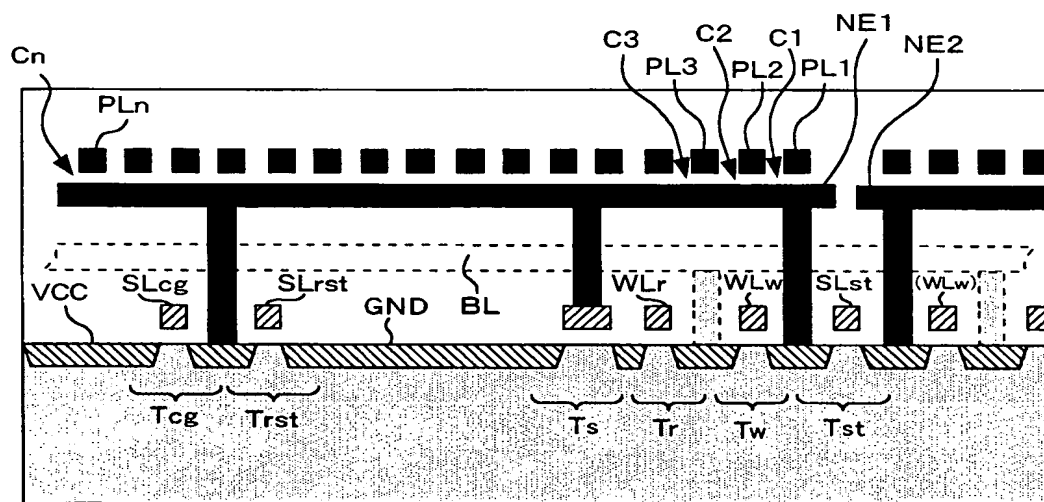 C3 C2 C1 NE1 NE2
Cn PL3 PL2 PL1
PLn
SLcg SLrst WLr WLw SLst (WLw)
VCC GND BL
Tcg Trst Ts Tr Tw Tst